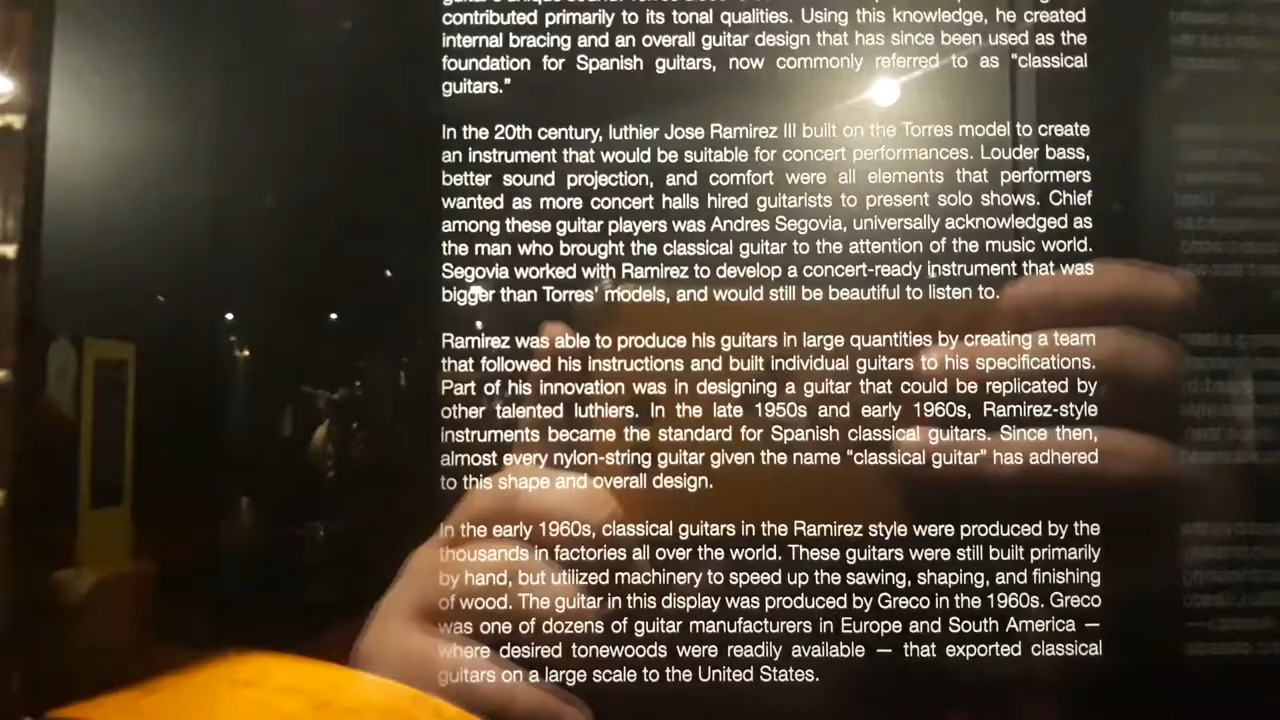 contributed primarily to its tonal qualities. Using this knowledge, he created
internal bracing and an overall guitar design that has since been used as the
foundation for Spanish guitars, now commonly referred to as “classical
guitars.”
In the 20th century, luthier Jose Ramirez III built on the Torres model to create
an instrument that would be suitable for concert performances. Louder bass,
better sound projection, and comfort were all elements that performers
wanted as more concert halls hired guitarists to present solo shows. Chief
among these guitar players was Andres Segovia, universally acknowledged as
the man who brought the classical guitar to the attention of the music world.
Segovia worked with Ramirez to develop a concert-ready instrument that was
bigger than Torres’ models, and would still be beautiful to listen to.
Ramirez was able to produce his guitars in large quantities by creating a team
that followed his instructions and built individual guitars to his specifications.
Part of his innovation was in designing a guitar that could be replicated by
other talented luthiers. In the late 1950s and early 1960s, Ramirez-style
instruments became the standard for Spanish classical guitars. Since then,
almost every nylon-string guitar given the name “classical guitar” has adhered
to this shape and overall design.
In the early 1960s, classical guitars in the Ramirez style were produced by the
thousands in factories all over the world. These guitars were still built primarily
by hand, but utilized machinery to speed up the sawing, shaping, and finishing
of wood. The guitar in this display was produced by Greco in the 1960s. Greco
was one of dozens of guitar manufacturers in Europe and South America —
where desired tonewoods were readily available — that exported classical
guitars on a large scale to the United States.